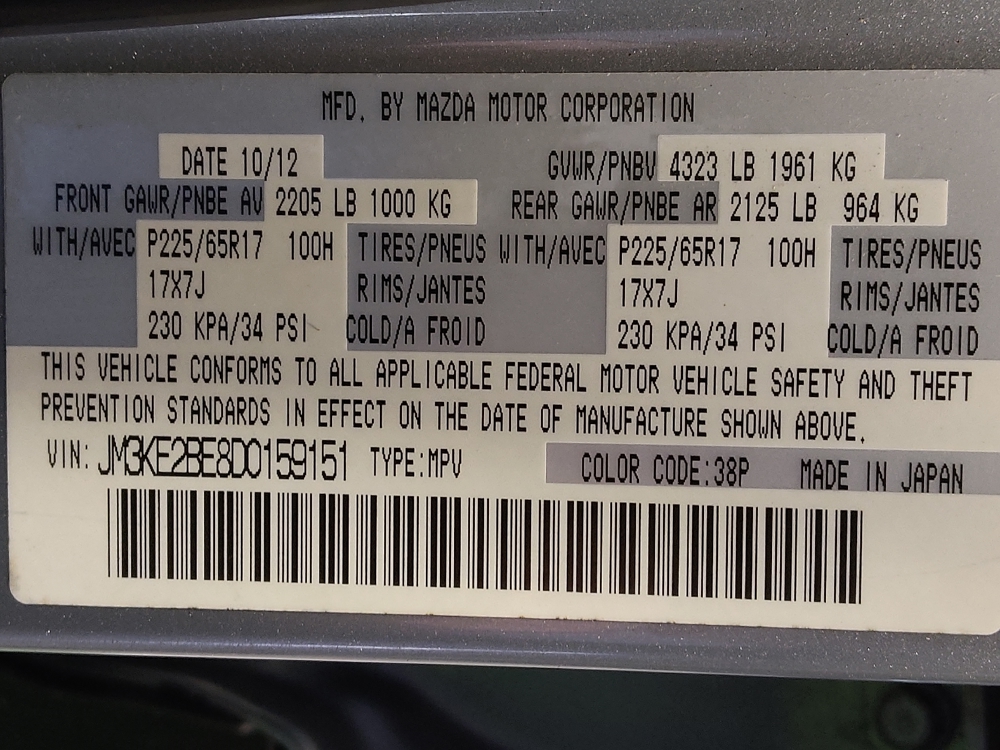 MFD. BY MAZDA MOTOR CORPORATION
DATE 10/12 GVWR/PNBV 4323 LB 1961 KG
FRONT GAWR/PNBE AV 2205 LB 1000 KG REAR GAWR/PNBE AR 2125 LB 964 KG
WITH/AVEC P225/65R17 100H TIRES/PNEUS WITH/AVEC P225/65R17 100H TIRES/PNEUS
17X7J RIMS/JANTES 17X7J RIMS/JANTES
230 KPA/34 PSI COLD/A FROID 230 KPA/34 PSI COLD/A FROID
THIS VEHICLE CONFORMS TO ALL APPLICABLE FEDERAL MOTOR VEHICLE SAFETY AND THEFT
PREVENTION STANDARDS IN EFFECT ON THE DATE OF MANUFACTURE SHOWN ABOVE.
VIN: JM3KE2BE8D0159151 TYPE:MPV COLOR CODE:38P MADE IN JAPAN